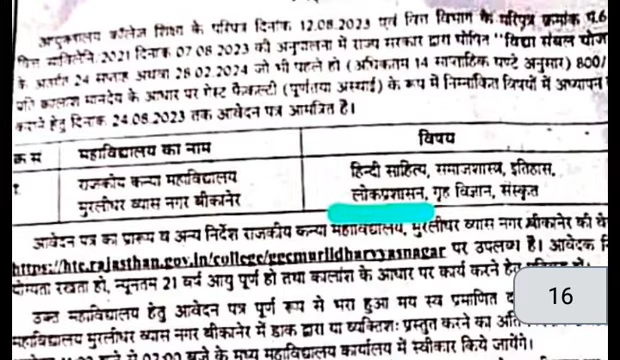 आयुक्तालय कॉलेज शिक्षा के परिपत्र दिनांक 12.08.2023 एवं वित्त विभाग के परिपत्र क्रमांक प.6
वित्त साविलेनि/2021 दिनांक 07.08.2023 की अनुपालना में राज्य सरकार द्वारा घोषित "विद्या संबल योज
के अन्तर्गत 24 सप्ताह अथवा 28.02.2024 जो भी पहले हो (अधिकतम 14 साप्ताहिक घण्टे अनुसार) 800/
प्रति कालांश मानदेय के आधार पर गेस्ट फैकल्टी (पूर्णतया अस्थाई) के रूप में निम्नांकित विषयों में अध्यापन
कराने हेतु दिनांक 24.08.2023 तक आवेदन पत्र आमंत्रित है।
क्र स महाविद्यालय का नाम विषय
१ राजकीय कन्या महाविद्यालय हिन्दी साहित्य, समाजशास्त्र, इतिहास,
मुरलीधर व्यास नगर बीकानेर लोकप्रशासन, गृह विज्ञान, संस्कृत
आवेदन पत्र का प्रारूप व अन्य निर्देश राजकीय कन्या महाविद्यालय, मुरलीधर व्यास नगर बीकानेर की वे
https://hte.rajasthan.gov.in/college/gecmurlidharvyasnagar पर उपलब्ध है। आवेदक
योग्यता रखता हो, न्यूनतम 21 वर्ष आयु पूर्ण हो तथा कालांश के आधार पर कार्य करने हेतु
उक्त महाविद्यालय हेतु आवेदन पत्र पूर्ण रूप से भरा हुआ मय स्व प्रमाणित
16
महाविद्यालय मुरलीधर व्यास नगर बीकानेर में डाक द्वारा या व्यक्तिशः प्रस्तुत करने का
बजे से 03:00 बजे के मध्य महाविद्यालय कार्यालय में स्वीकार किये जायेंगे।